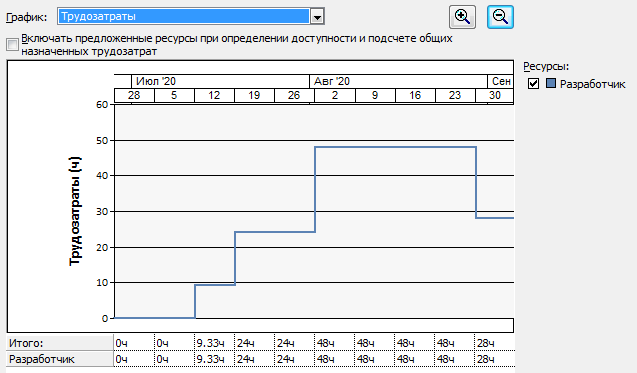 График: Трудозатраты
Включать предложенные ресурсы при определении доступности и подсчете общих
назначенных трудозатрат
Ресурсы:
Разработчик
Июл '20 Авг '20 Сен
28 5 12 19 26 2 9 16 23 30
Трудозатраты (ч)
60
50
40
30
20
10
0
Итого: 0ч 0ч 9.33ч 24ч 24ч 48ч 48ч 48ч 48ч 28ч
Разработчик 0ч 0ч 9.33ч 24ч 24ч 48ч 48ч 48ч 48ч 28ч